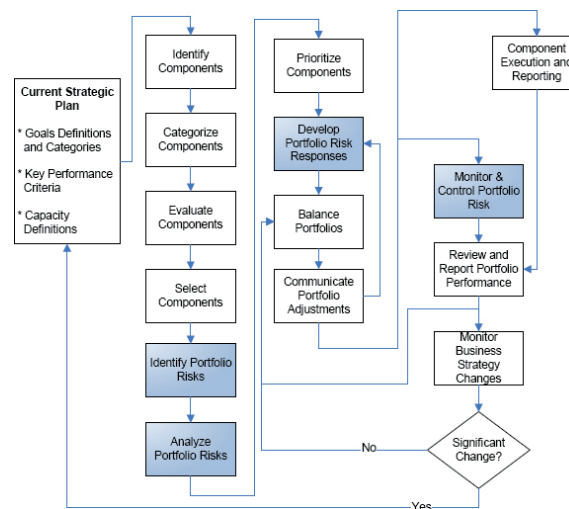 Current Strategic
Plan
* Goals Definitions
and Categories
* Key Performance
Criteria
* Capacity
Definitions
Identify
Components
Categorize
Components
Evaluate
Components
Select
Components
Identify Portfolio
Risks
Analyze
Portfolio Risks
Prioritize
Components
Develop
Portfolio Risk
Responses
Balance
Portfolios
Communicate
Portfolio
Adjustments
Component
Execution and
Reporting
Monitor &
Control Portfolio
Risk
Review and
Report Portfolio
Performance
Monitor
Business
Strategy
Changes
Significant
Change?
No
Yes